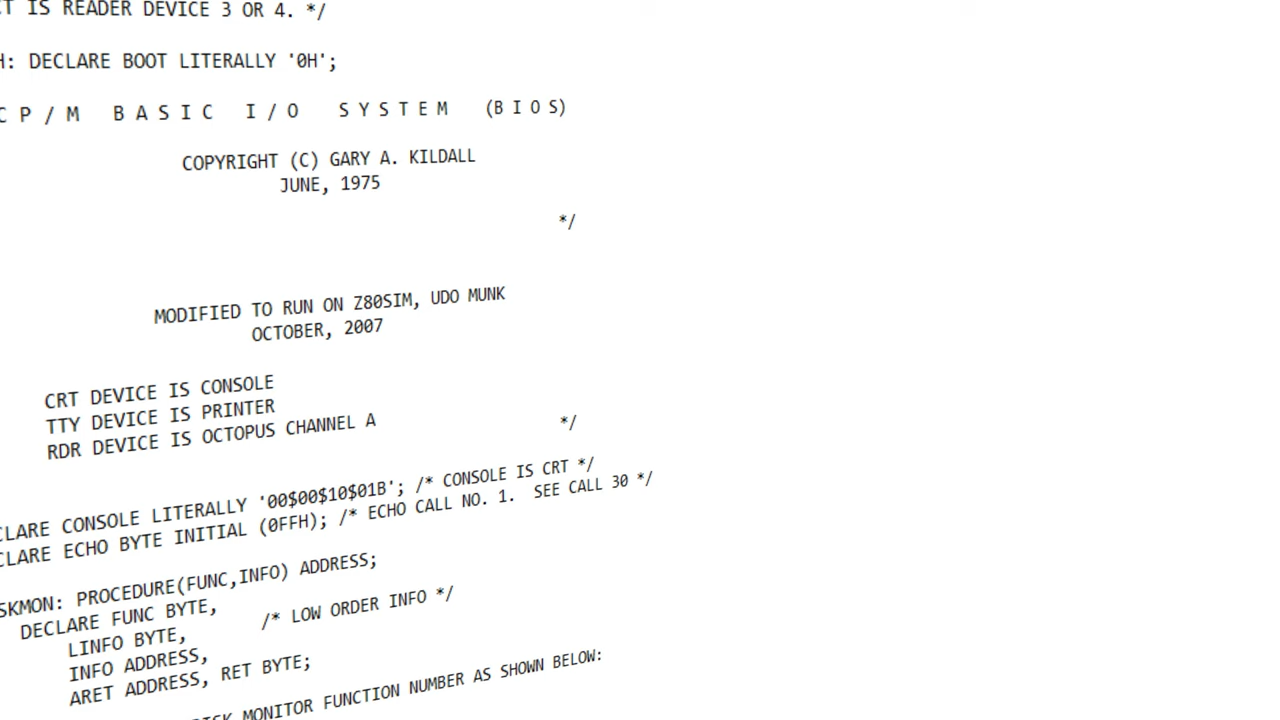 IS READER DEVICE 3 OR 4. */
H: DECLARE BOOT LITERALLY '0H';
C P / M   B A S I C   I / O   S Y S T E M   (B I O S)
COPYRIGHT (C) GARY A. KILDALL
JUNE, 1975
*/
MODIFIED TO RUN ON Z80SIM, UDO MUNK
OCTOBER, 2007
CRT DEVICE IS CONSOLE
TTY DEVICE IS PRINTER
RDR DEVICE IS OCTOPUS CHANNEL A */
CLARE CONSOLE LITERALLY '00$00$10$01B'; /* CONSOLE IS CRT */
CLARE ECHO BYTE INITIAL (0FFH); /* ECHO CALL NO. 1.  SEE CALL 30 */
SKMON: PROCEDURE(FUNC,INFO) ADDRESS;
DECLARE FUNC BYTE,
LINFO BYTE, /* LOW ORDER INFO */
INFO ADDRESS,
ARET ADDRESS, RET BYTE;
MONITOR FUNCTION NUMBER AS SHOWN BELOW: